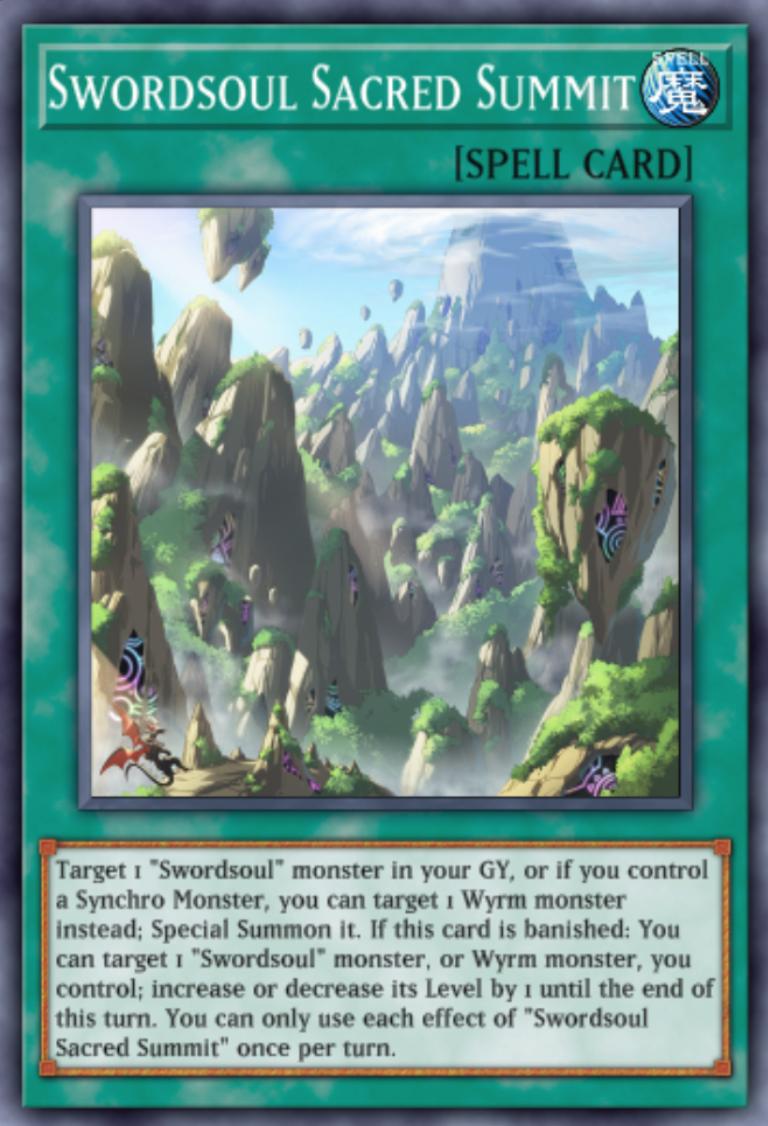 SWORDSOUL SACRED SUMMIT
SPELL
魔
[SPELL CARD]
Target 1 "Swordsoul" monster in your GY, or if you control
a Synchro Monster, you can target 1 Wyrm monster
instead; Special Summon it. If this card is banished: You
can target 1 "Swordsoul" monster, or Wyrm monster, you
control; increase or decrease its Level by 1 until the end of
this turn. You can only use each effect of "Swordsoul
Sacred Summit" once per turn.